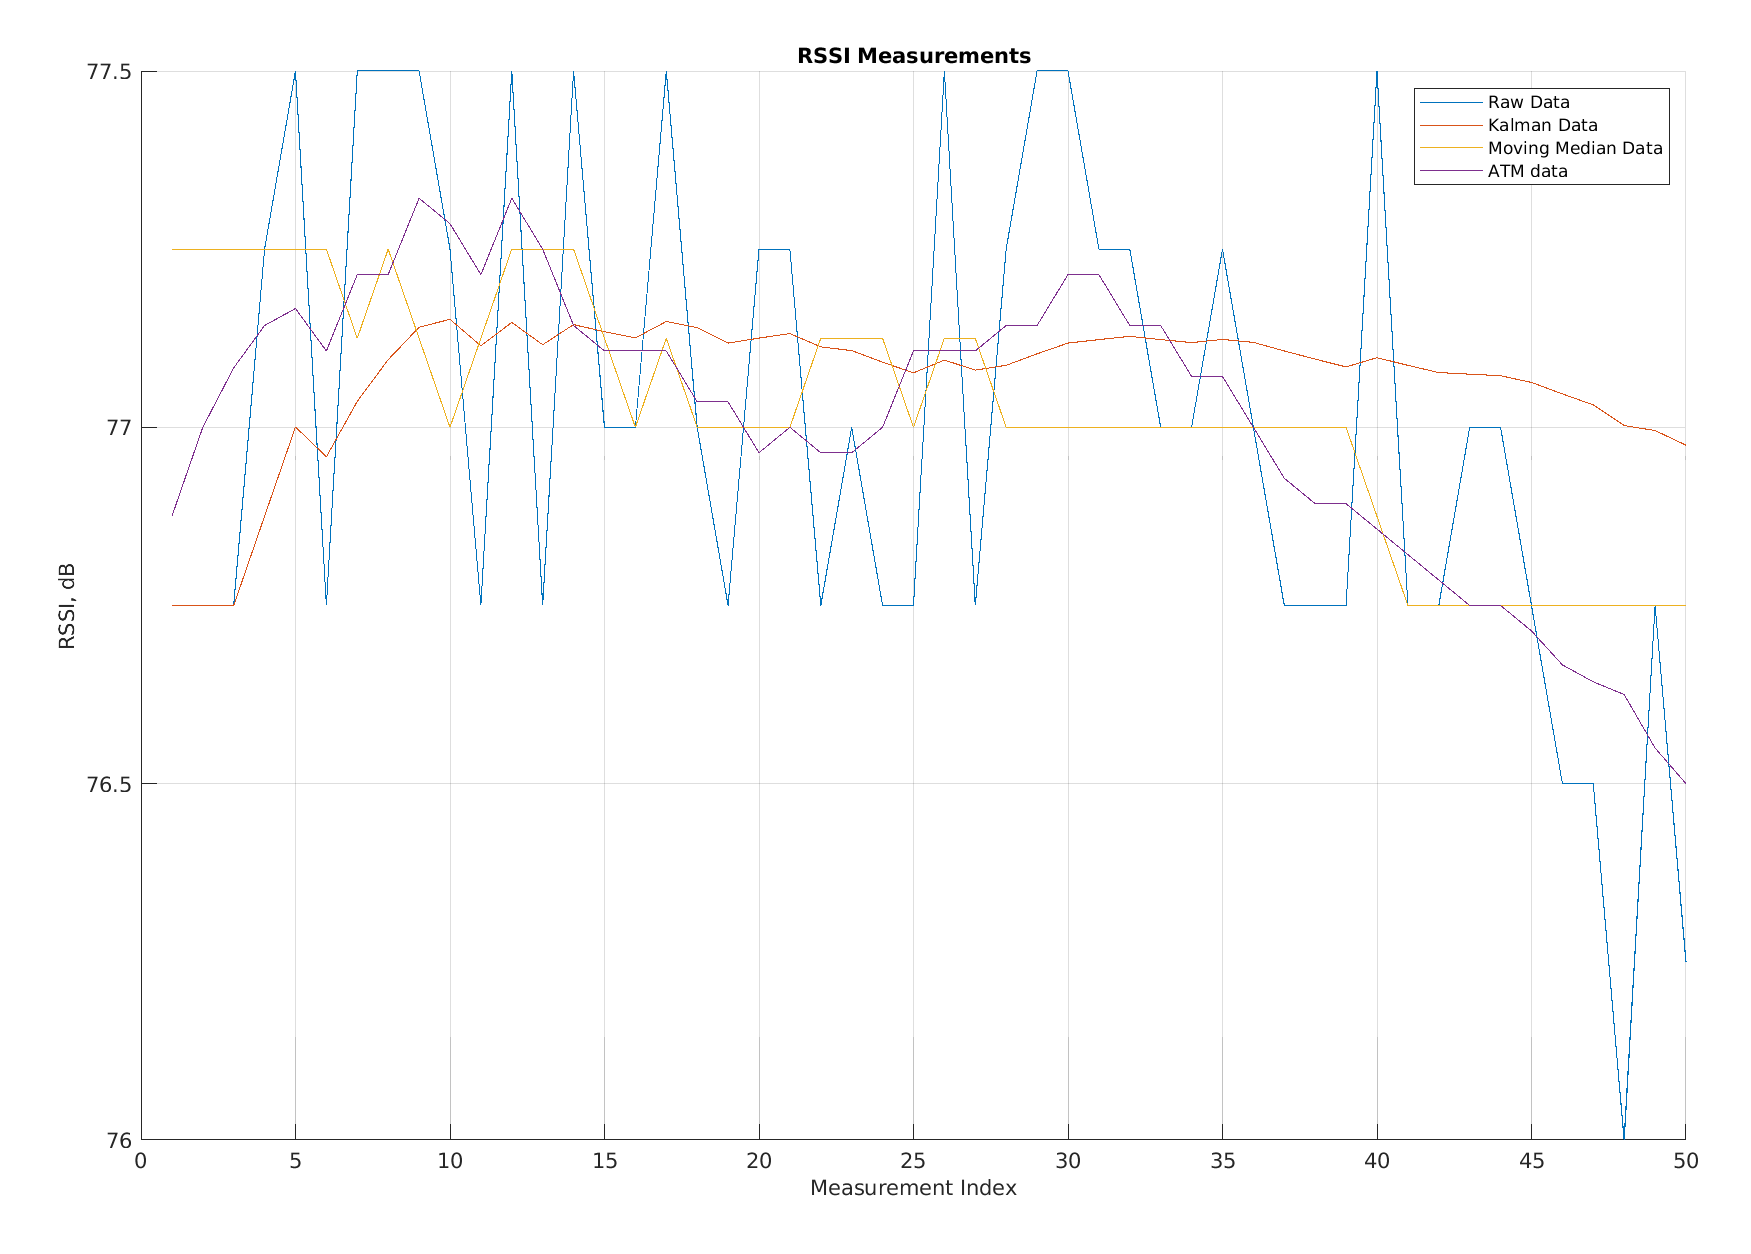 RSSI Measurements
77.5
77
76.5
76
RSSI, dB
Raw Data
Kalman Data
Moving Median Data
ATM data
0 5 10 15 20 25 30 35 40 45 50
Measurement Index